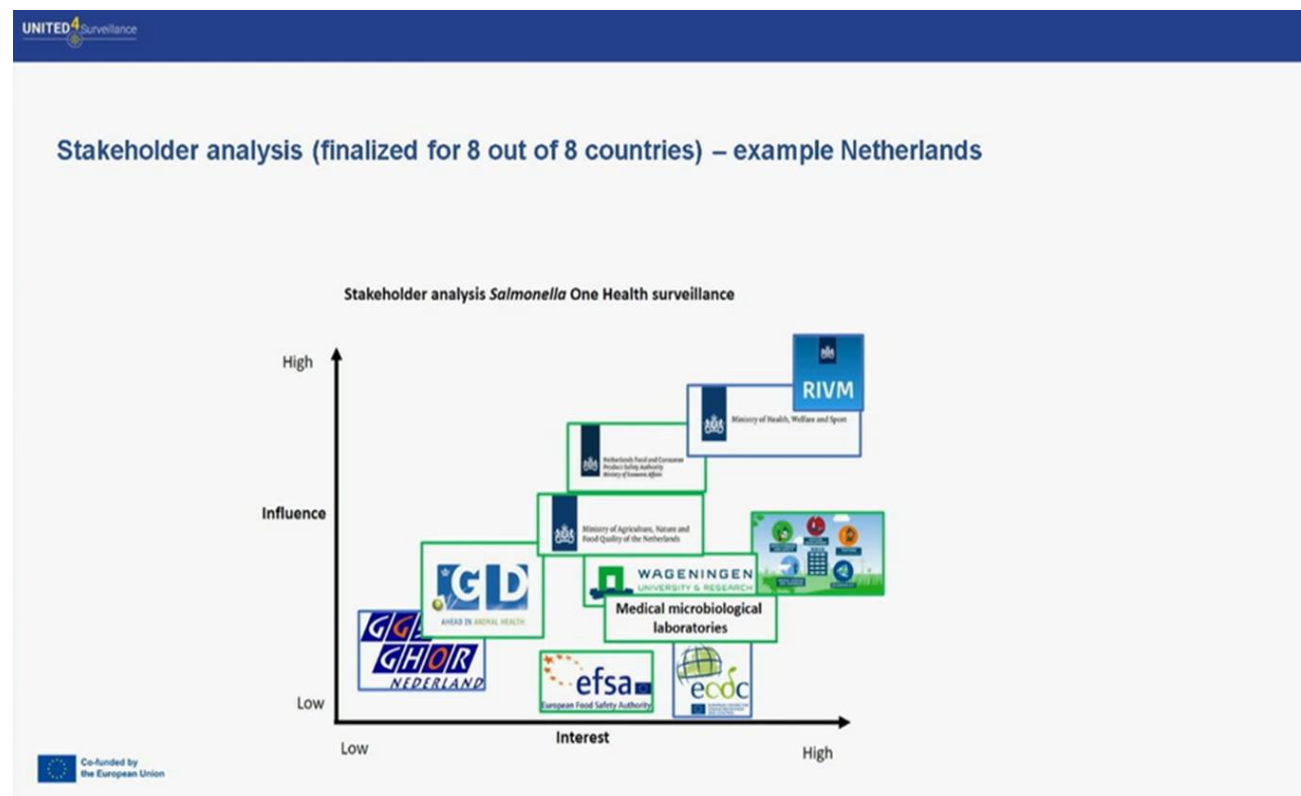 UNITED4Surveillance
Stakeholder analysis (finalized for 8 out of 8 countries) – example Netherlands
Stakeholder analysis Salmonella One Health surveillance
High
RIVM
Ministry of Health, Welfare and Sport
Netherlands Food and Consumer
Product Safety Authority
Ministry of Economic Affairs
Influence
Ministry of Agriculture, Nature and
Food Quality of the Netherlands
GD
AHEAD IN ANIMAL HEALTH
WAGENINGEN
UNIVERSITY & RESEARCH
Medical microbiological
laboratories
GG
GHOR
NEDERLAND
efsa
European Food Safety Authority
ecdc
Low
Interest
Low
High
Co-funded by
the European Union